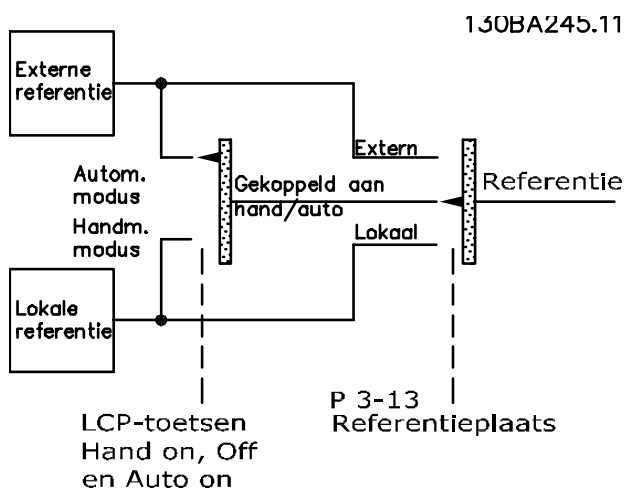 130BA245.11
Externe
referentie
Extern
Autom.
modus
Gekoppeld aan
hand/auto
Referentie
Handm.
modus
Lokaal
Lokale
referentie
LCP-toetsen
Hand on, Off
en Auto on
P 3-13
Referentieplaats